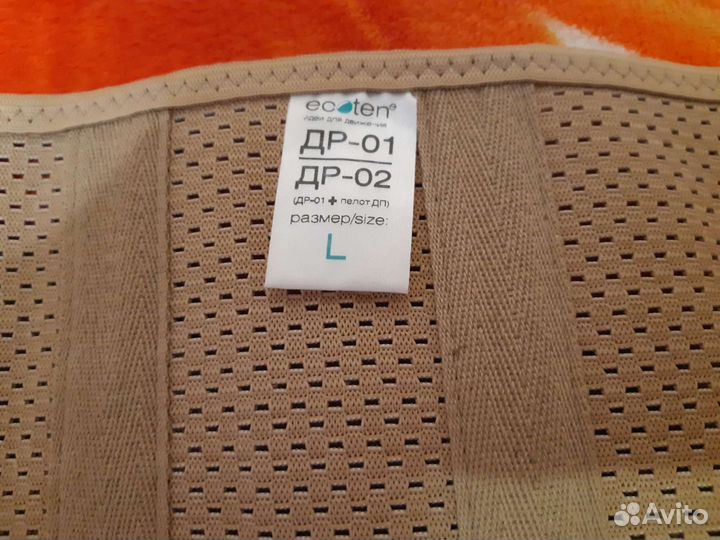 ecoten
идеи для движения
ДР-01
ДР-02
(ДР-01 + пелот ДП)
размер/size:
L
Avito